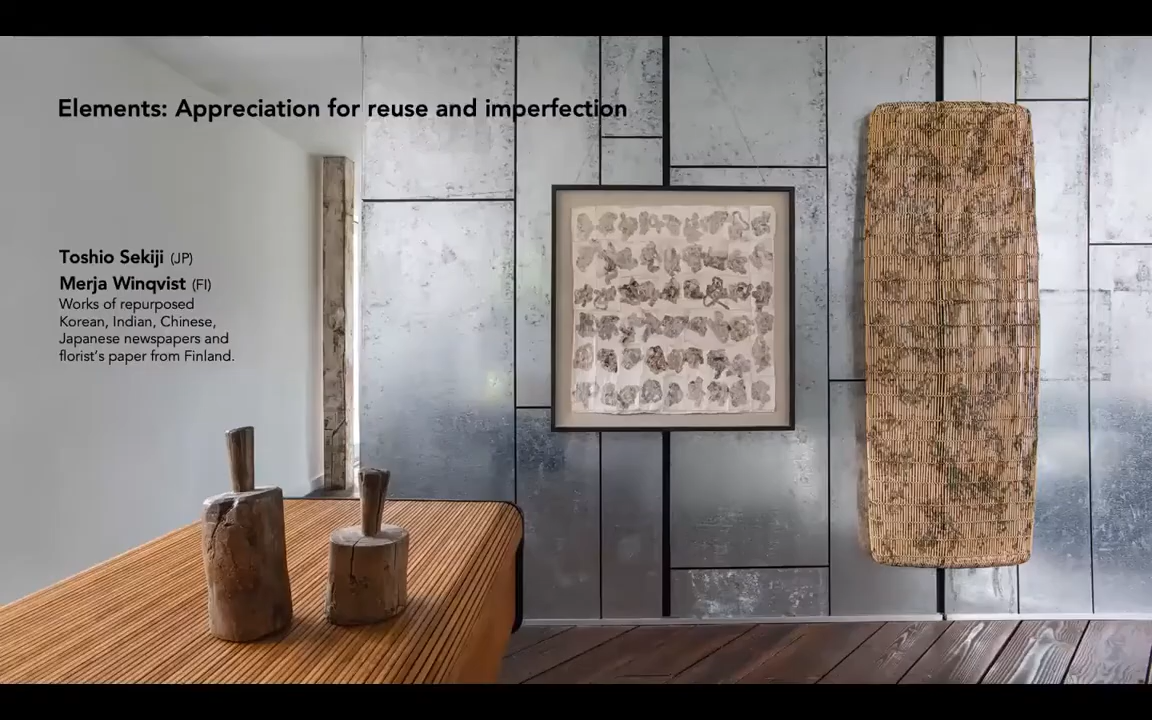 Elements: Appreciation for reuse and imperfection
Toshio Sekiji (JP)
Merja Winqvist (FI)
Works of repurposed
Korean, Indian, Chinese,
Japanese newspapers and
florist's paper from Finland.